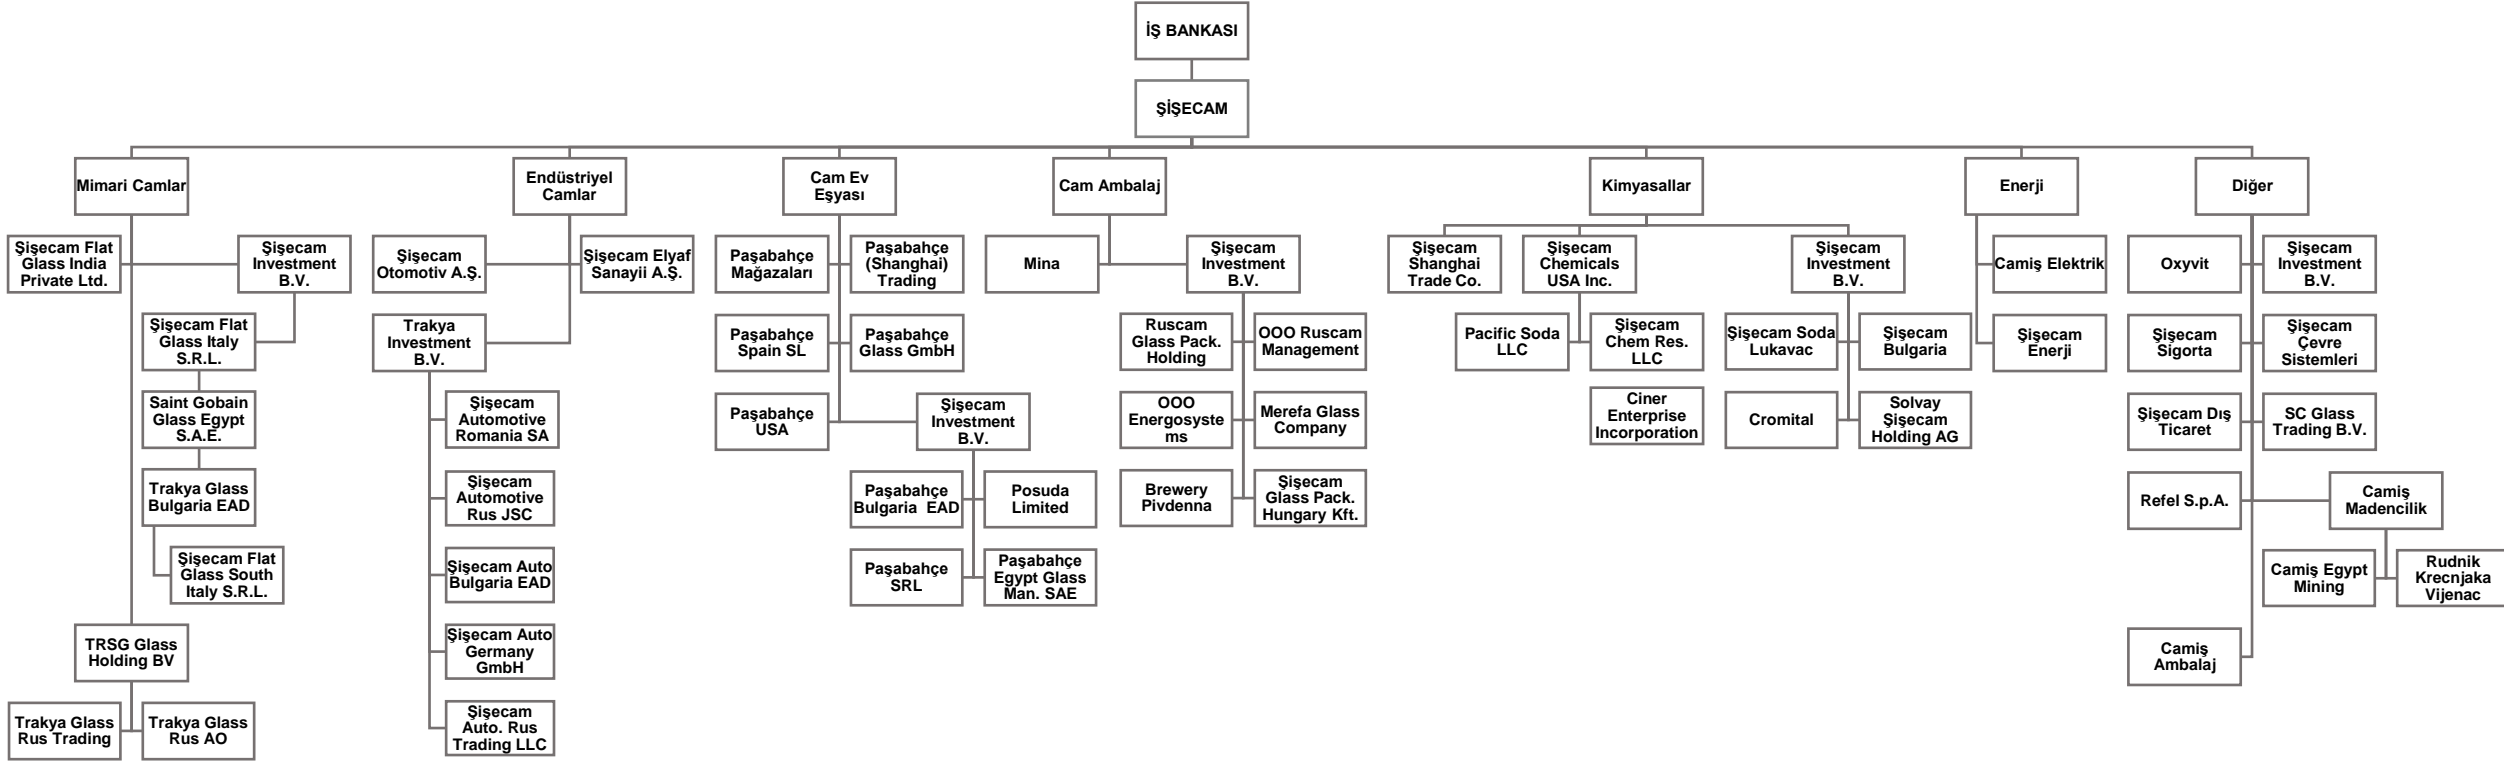 İŞ BANKASI
ŞİŞECAM
Mimari Camlar
Endüstriyel
Camlar
Cam Ev
Eşyası
Cam Ambalaj
Kimyasallar
Enerji
Diğer
Şişecam Flat
Glass India
Private Ltd.
Şişecam
Investment
B.V.
Şişecam Flat
Glass Italy
S.R.L.
Saint Gobain
Glass Egypt
S.A.E.
Trakya Glass
Bulgaria EAD
Şişecam Flat
Glass South
Italy S.R.L.
TRSG Glass
Holding BV
Trakya Glass
Rus Trading
Trakya Glass
Rus AO
Şişecam
Otomotiv A.Ş.
Şişecam Elyaf
Sanayii A.Ş.
Trakya
Investment
B.V.
Şişecam
Automotive
Romania SA
Şişecam
Automotive
Rus JSC
Şişecam Auto
Bulgaria EAD
Şişecam Auto
Germany
GmbH
Şişecam
Auto. Rus
Trading LLC
Paşabahçe
Mağazaları
Paşabahçe
(Shanghai)
Trading
Paşabahçe
Spain SL
Paşabahçe
Glass GmbH
Paşabahçe
USA
Şişecam
Investment
B.V.
Paşabahçe
Bulgaria EAD
Posuda
Limited
Paşabahçe
SRL
Paşabahçe
Egypt Glass
Man. SAE
Mina
Şişecam
Investment
B.V.
Ruscam
Glass Pack.
Holding
OOO Ruscam
Management
OOO
Energosyste
ms
Merefa Glass
Company
Brewery
Pivdenna
Şişecam
Glass Pack.
Hungary Kft.
Şişecam
Shanghai
Trade Co.
Şişecam
Chemicals
USA Inc.
Şişecam
Investment
B.V.
Pacific Soda
LLC
Şişecam
Chem Res.
LLC
Ciner
Enterprise
Incorporation
Şişecam Soda
Lukavac
Şişecam
Bulgaria
Cromital
Solvay
Şişecam
Holding AG
Camiş Elektrik
Şişecam
Enerji
Oxyvit
Şişecam
Investment
B.V.
Şişecam
Sigorta
Şişecam
Çevre
Sistemleri
Şişecam Dış
Ticaret
SC Glass
Trading B.V.
Refel S.p.A.
Camiş
Madencilik
Camiş Egypt
Mining
Rudnik
Krecnjaka
Vijenac
Camiş
Ambalaj